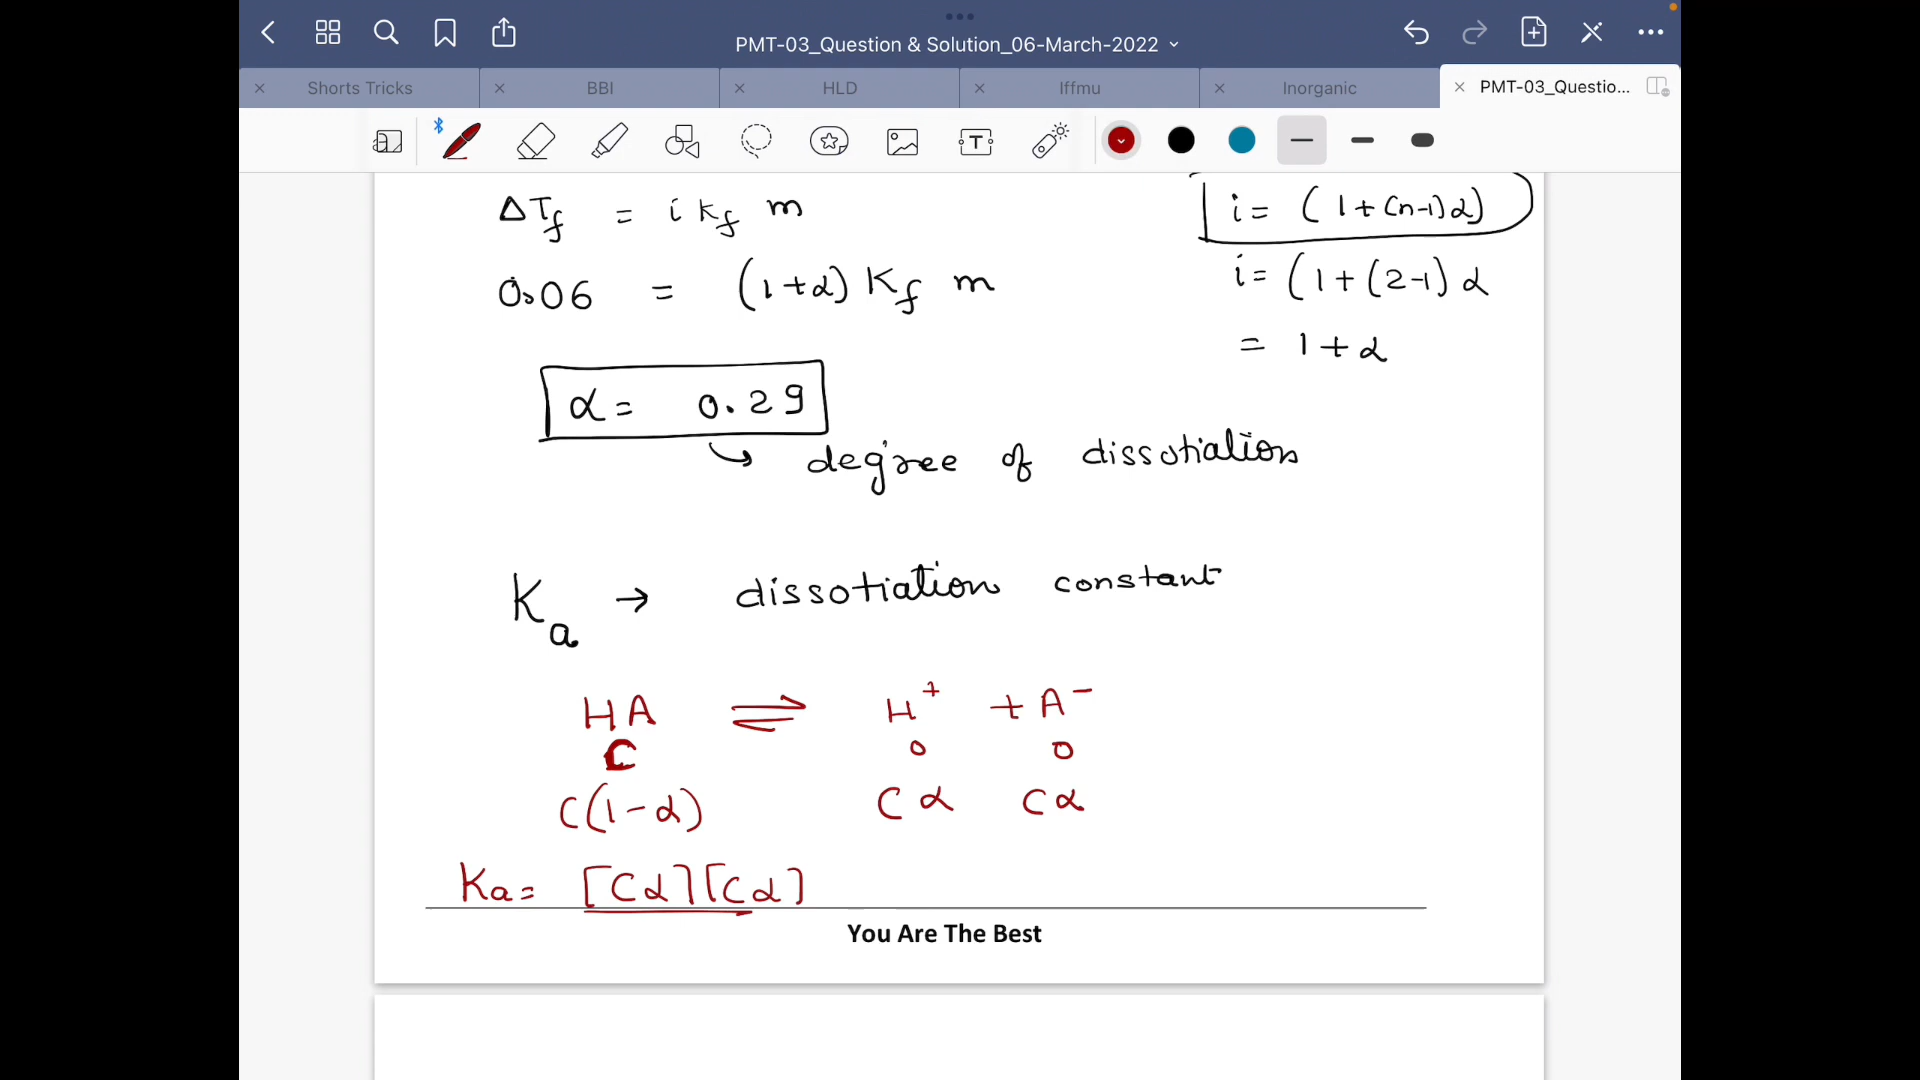 PMT-03_Question & Solution_06-March-2022
Shorts Tricks
BBI
HLD
Iffmu
Inorganic
PMT-03_Questio...
ΔTf = i Kf m
i = (1+(n-1)α)
0.06 = (1+α) Kf m
i = (1+(2-1)α
= 1+α
α = 0.29
degree of dissotiation
Ka → dissotiation constant
HA ⇌ H⁺ + A⁻
C 0 0
C(1-α) Cα Cα
Ka = [Cα][Cα]
You Are The Best